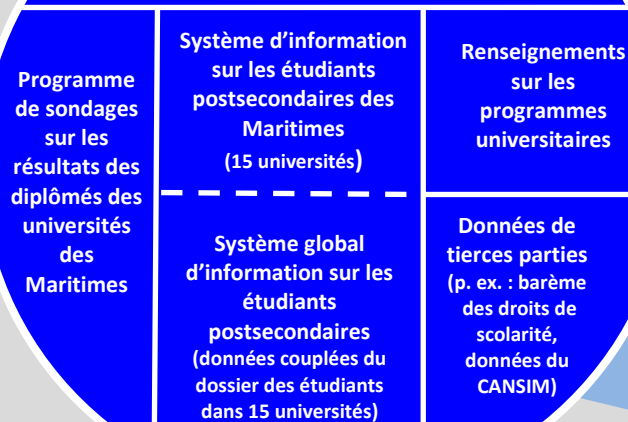 Programme
de sondages
sur les
résultats des
diplômés des
universités
des
Maritimes
Système d’information
sur les étudiants
postsecondaires des
Maritimes
(15 universités)
Système global
d’information sur les
étudiants
postsecondaires
(données couplées du
dossier des étudiants
dans 15 universités)
Renseignements
sur les
programmes
universitaires
Données de
tierces parties
(p. ex. : barème
des droits de
scolarité,
données du
CANSIM)